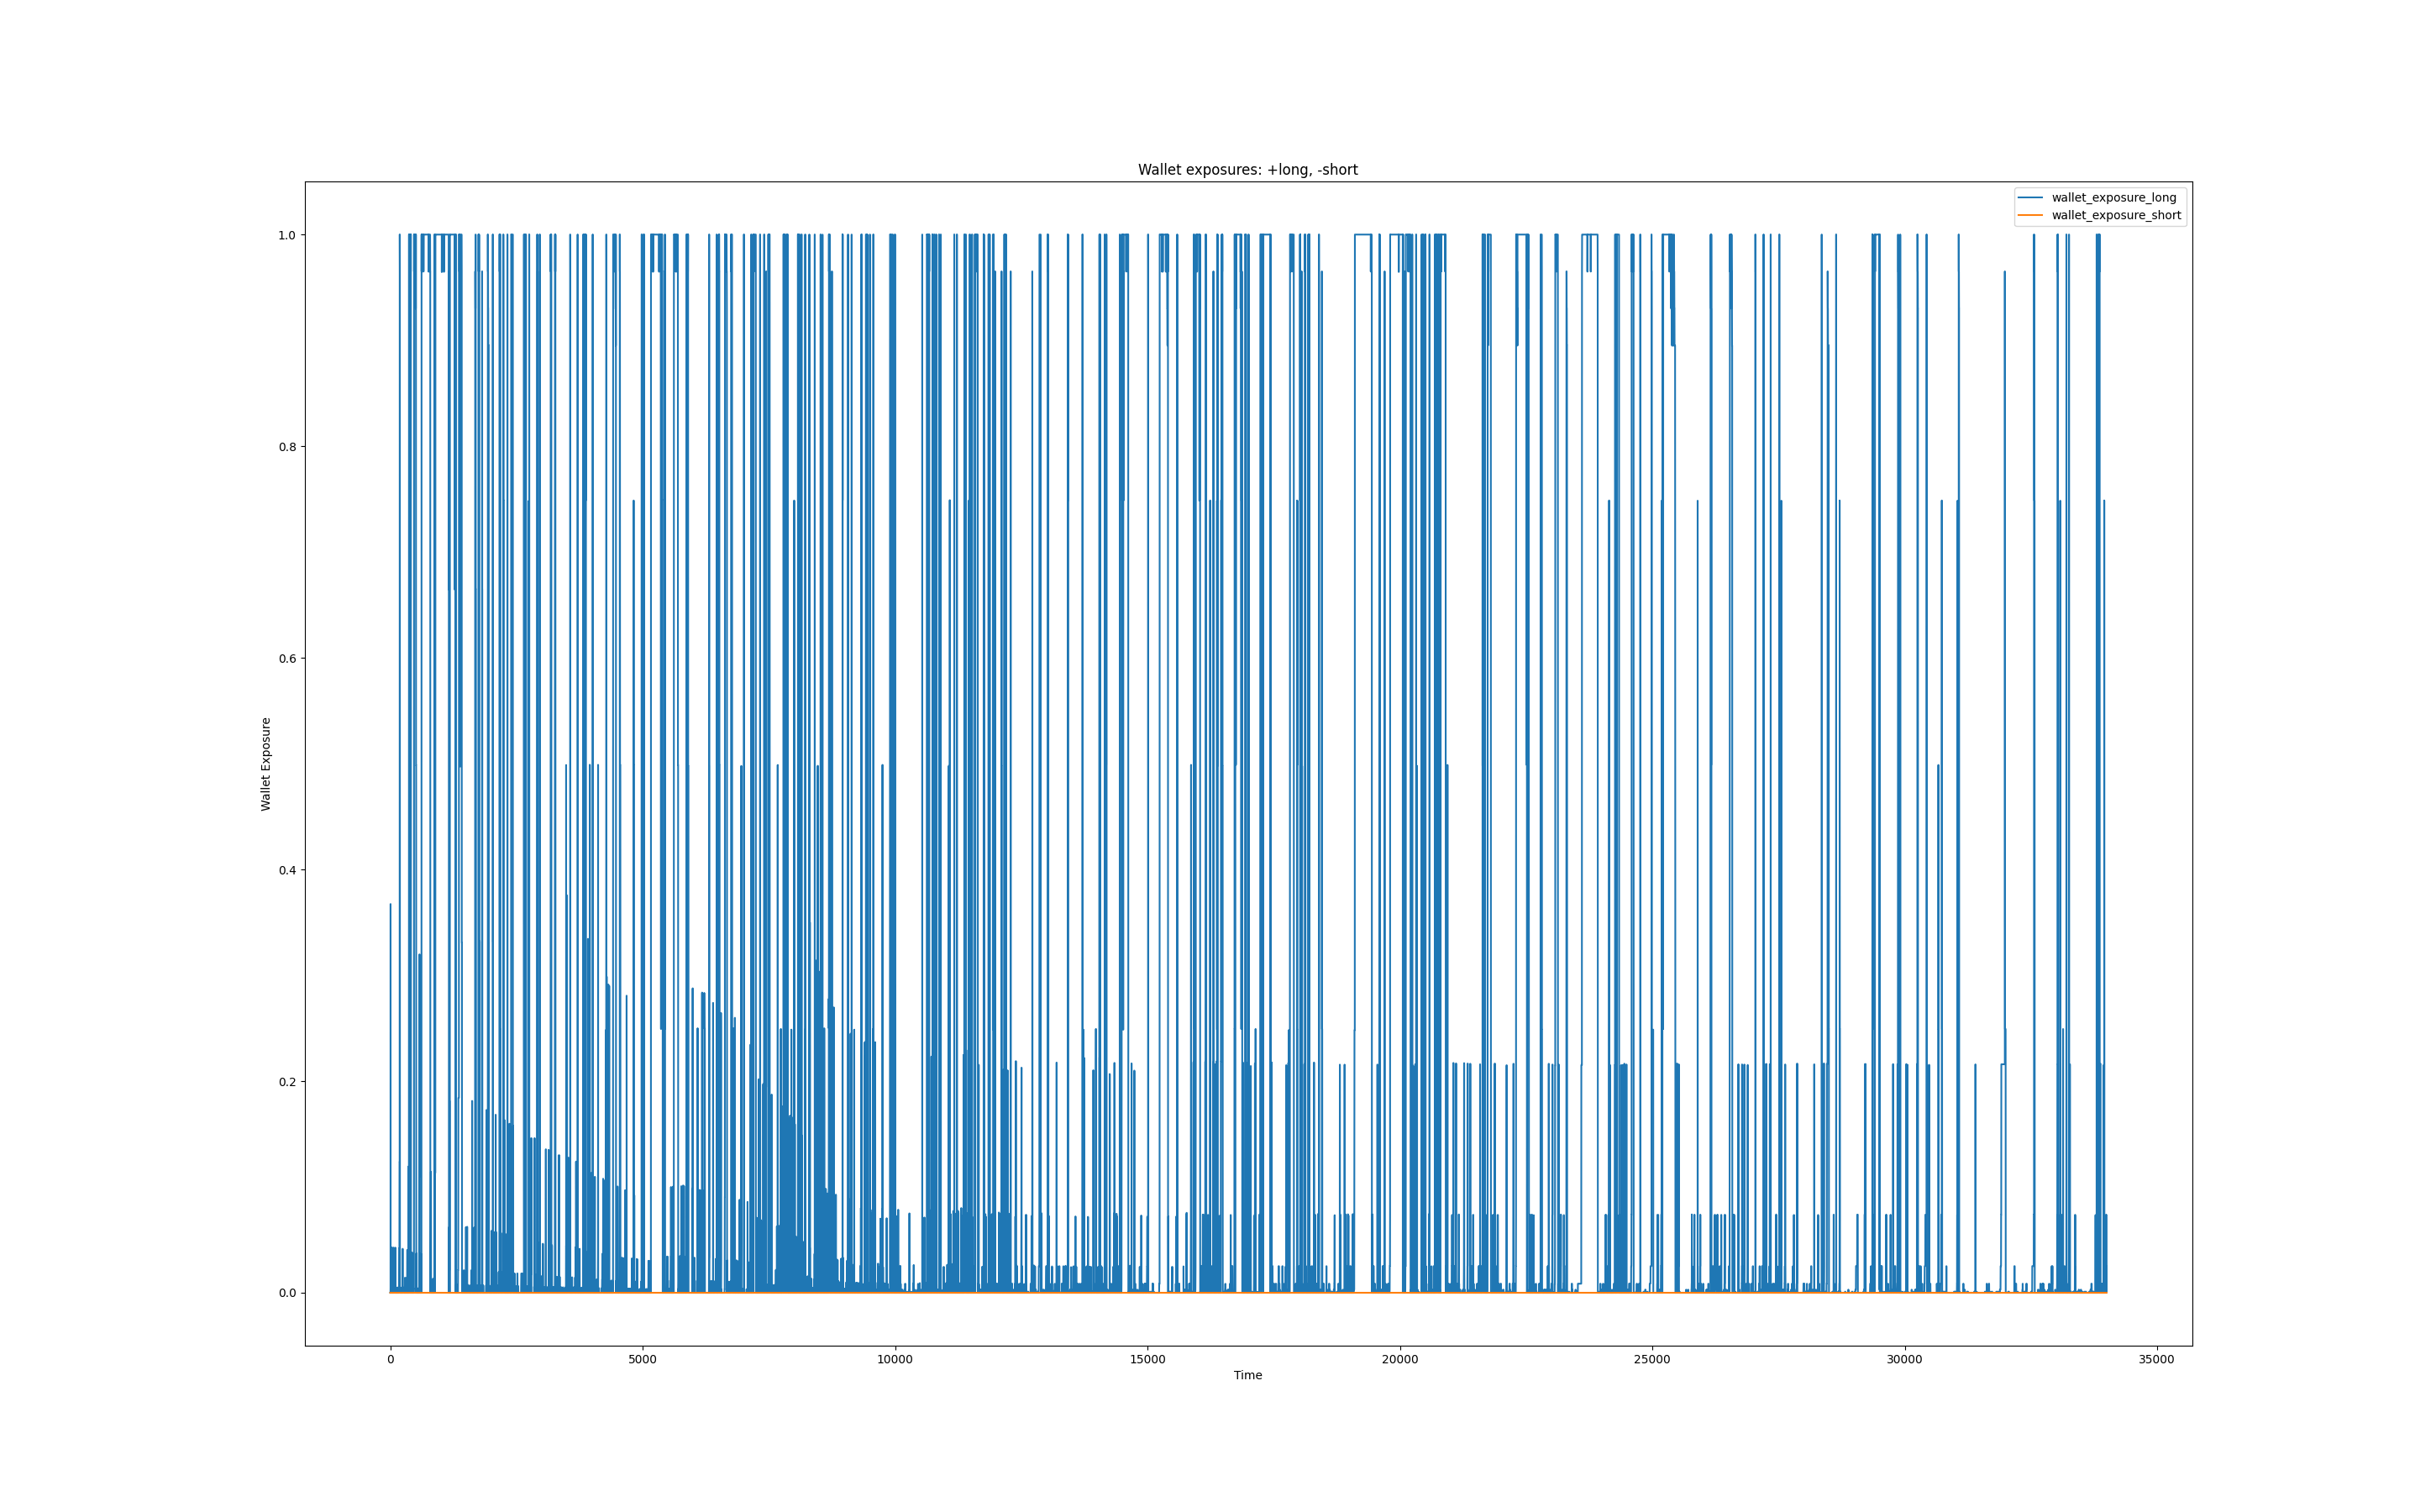 Wallet exposures: +long, -short
wallet_exposure_long
wallet_exposure_short
1.0
0.8
0.6
0.4
0.2
0.0
Wallet Exposure
0 5000 10000 15000 20000 25000 30000 35000
Time